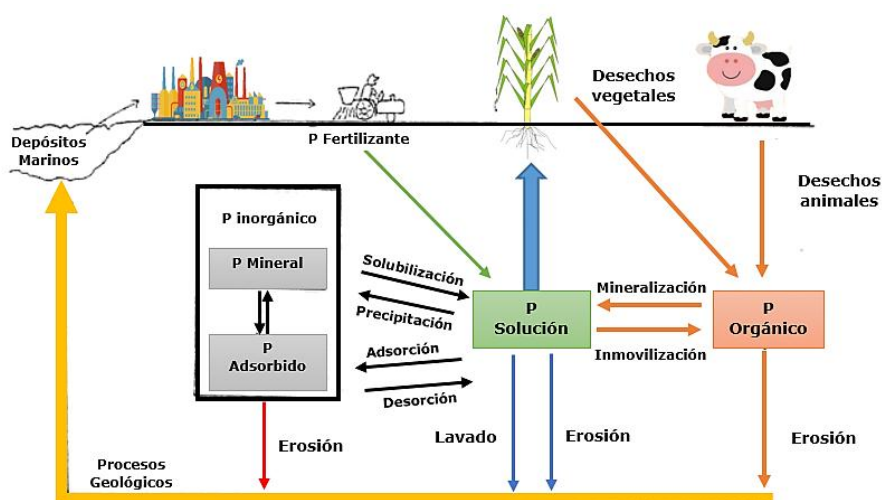 Desechos
vegetales
Depósitos
Marinos
P Fertilizante
Desechos
animales
P inorgánico
P Mineral
P
Adsorbido
Solubilización
Precipitación
Adsorción
Desorción
P
Solución
Mineralización
Inmovilización
P
Orgánico
Erosión
Lavado
Erosión
Erosión
Procesos
Geológicos